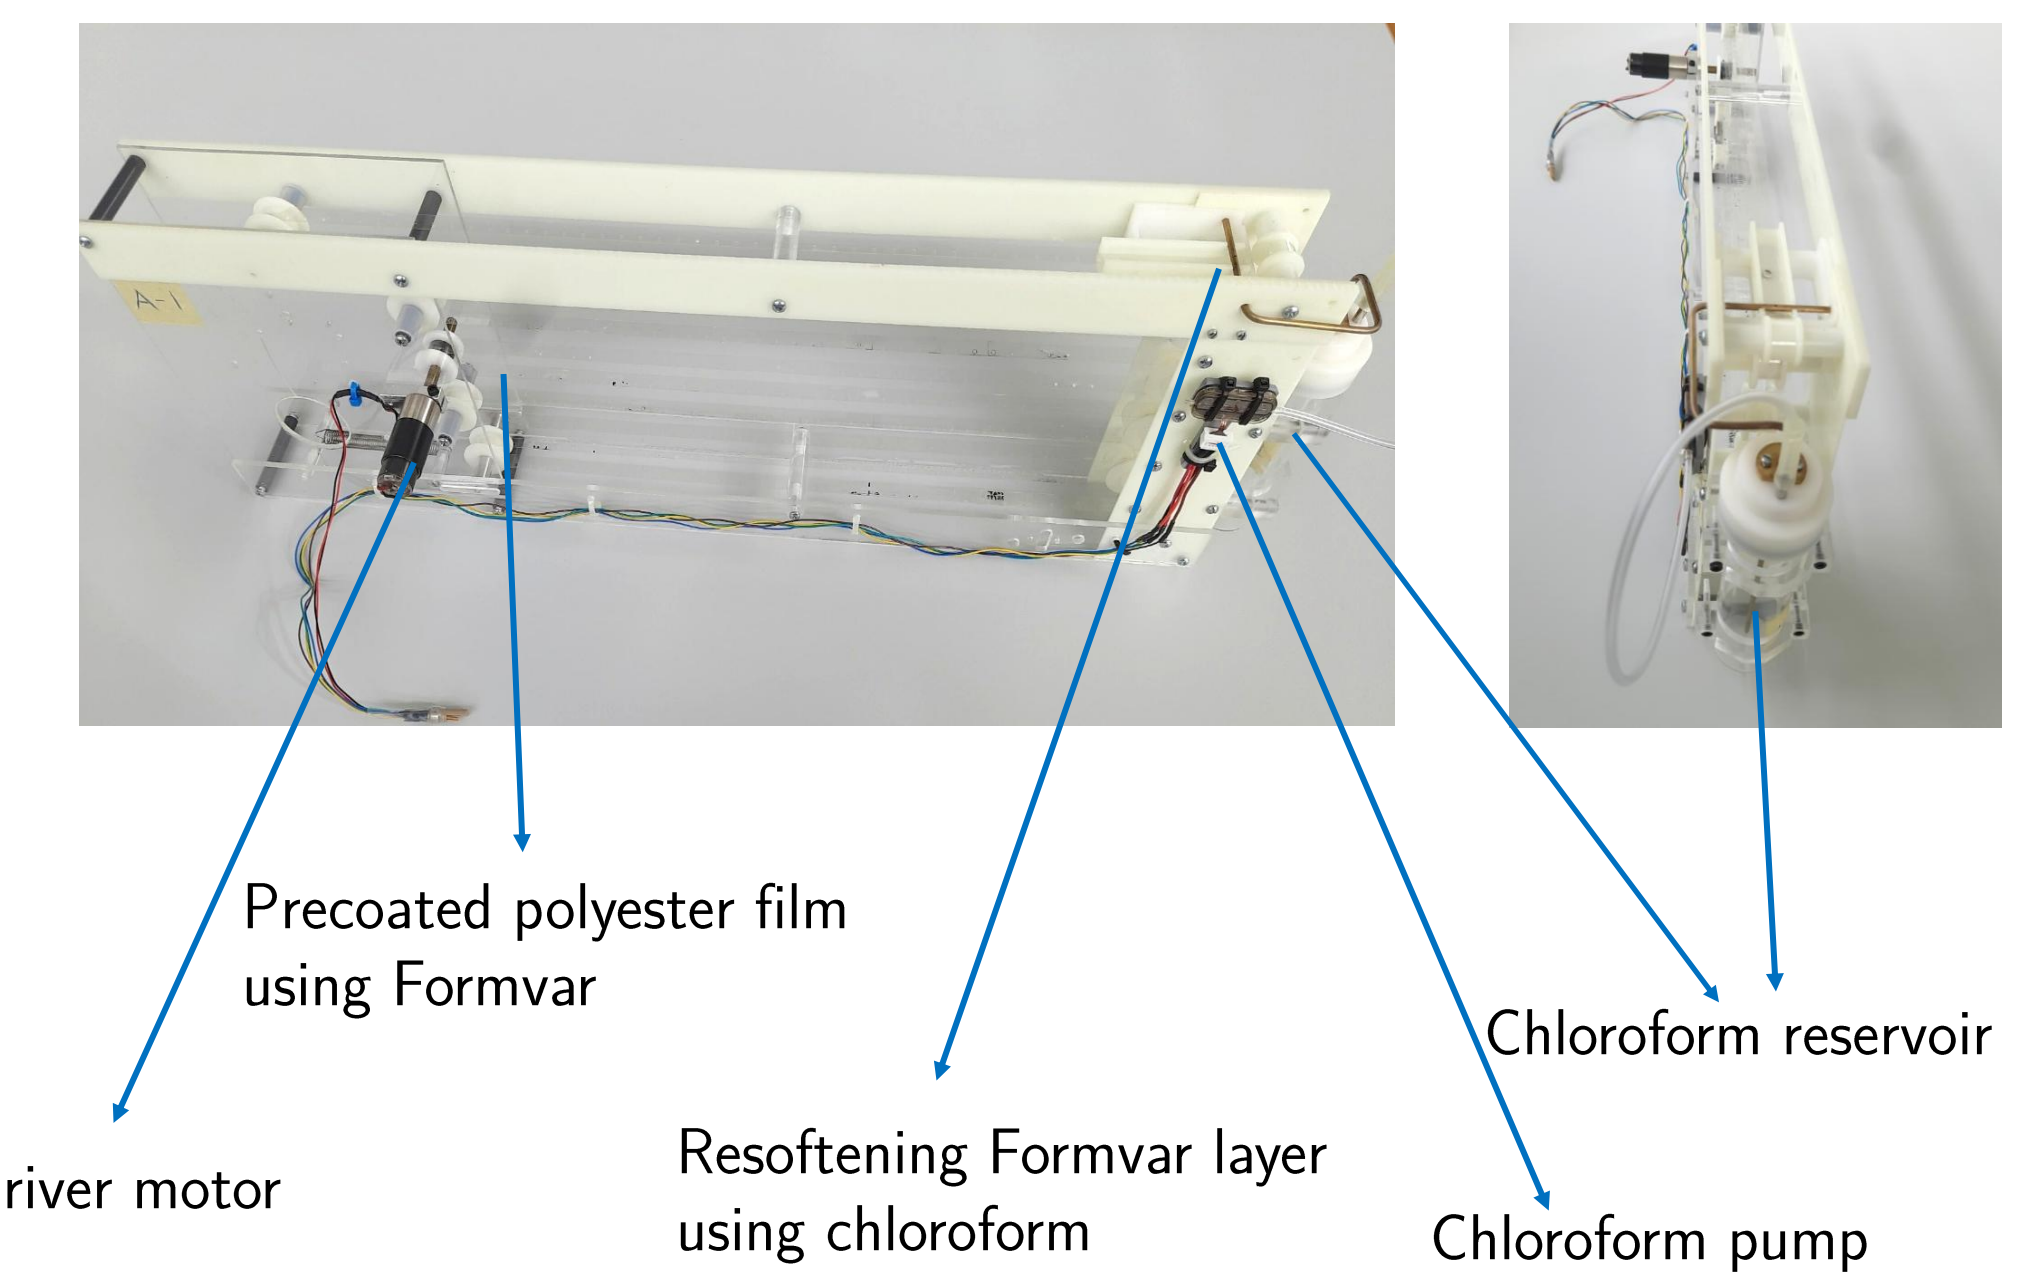 A-1
Precoated polyester film
using Formvar
Chloroform reservoir
Resoftening Formvar layer
using chloroform
river motor
Chloroform pump